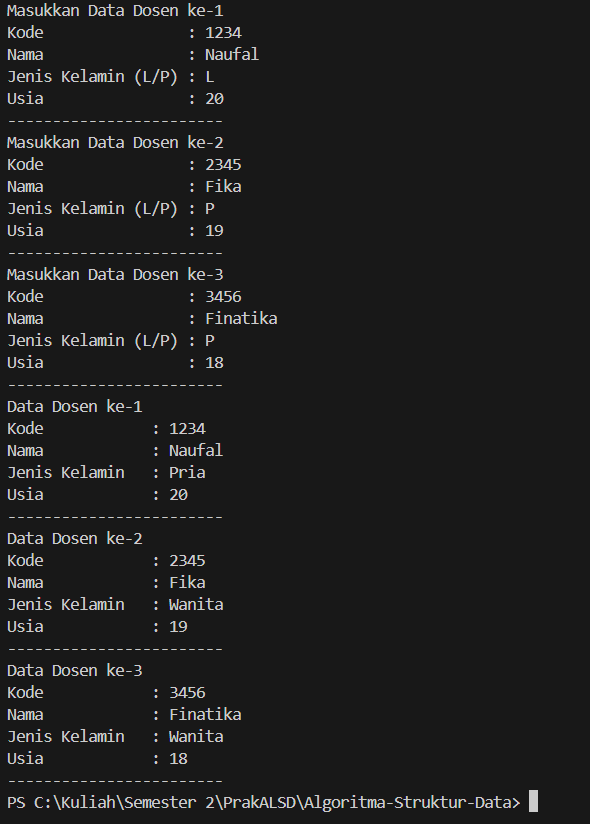 Masukkan Data Dosen ke-1
Kode                : 1234
Nama                : Naufal
Jenis Kelamin (L/P) : L
Usia                : 20
------------------------
Masukkan Data Dosen ke-2
Kode                : 2345
Nama                : Fika
Jenis Kelamin (L/P) : P
Usia                : 19
------------------------
Masukkan Data Dosen ke-3
Kode                : 3456
Nama                : Finatika
Jenis Kelamin (L/P) : P
Usia                : 18
------------------------
Data Dosen ke-1
Kode            : 1234
Nama            : Naufal
Jenis Kelamin   : Pria
Usia            : 20
------------------------
Data Dosen ke-2
Kode            : 2345
Nama            : Fika
Jenis Kelamin   : Wanita
Usia            : 19
------------------------
Data Dosen ke-3
Kode            : 3456
Nama            : Finatika
Jenis Kelamin   : Wanita
Usia            : 18
------------------------
PS C:\Kuliah\Semester 2\PrakALSD\Algoritma-Struktur-Data>